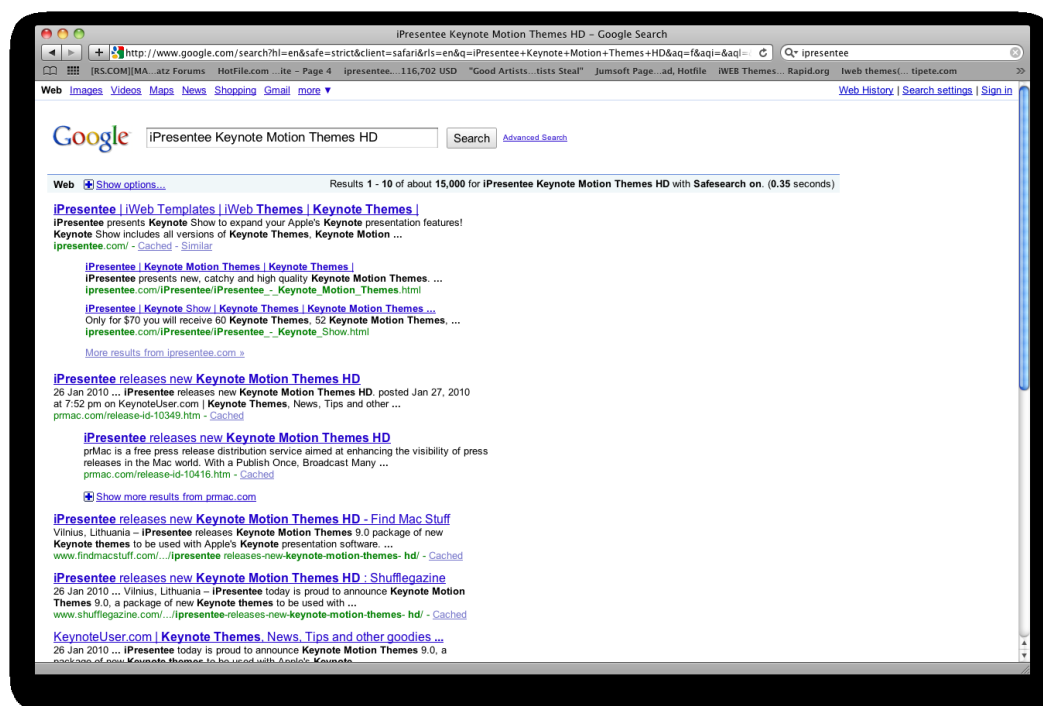 iPresentee Keynote Motion Themes HD – Google Search
http://www.google.com/search?hl=en&safe=strict&client=safari&rls=en&q=iPresentee+Keynote+Motion+Themes+HD&aq=f&aqi=&aql= ipresentee
[RS.COM][MA...atz Forums HotFile.com ...ite – Page 4 ipresentee....116,702 USD "Good Artists...tists Steal" Jumsoft Page...ad, Hotfile iWEB Themes... Rapid.org Iweb themes(... tipete.com »
Web Images Videos Maps News Shopping Gmail more ▼ Web History | Search settings | Sign in
Google iPresentee Keynote Motion Themes HD Search Advanced Search
Web Show options... Results 1 - 10 of about 15,000 for iPresentee Keynote Motion Themes HD with Safesearch on. (0.35 seconds)
iPresentee | iWeb Templates | iWeb Themes | Keynote Themes |
iPresentee presents Keynote Show to expand your Apple's Keynote presentation features!
Keynote Show includes all versions of Keynote Themes, Keynote Motion ...
ipresentee.com/ - Cached - Similar
iPresentee | Keynote Motion Themes | Keynote Themes |
iPresentee presents new, catchy and high quality Keynote Motion Themes. ...
ipresentee.com/iPresentee/iPresentee_-_Keynote_Motion_Themes.html
iPresentee | Keynote Show | Keynote Themes | Keynote Motion Themes ...
Only for $70 you will receive 60 Keynote Themes, 52 Keynote Motion Themes, ...
ipresentee.com/iPresentee/iPresentee_-_Keynote_Show.html
More results from ipresentee.com »
iPresentee releases new Keynote Motion Themes HD
26 Jan 2010 ... iPresentee releases new Keynote Motion Themes HD. posted Jan 27, 2010
at 7:52 pm on KeynoteUser.com | Keynote Themes, News, Tips and other ...
prmac.com/release-id-10349.htm - Cached
iPresentee releases new Keynote Motion Themes HD
prMac is a free press release distribution service aimed at enhancing the visibility of press
releases in the Mac world. With a Publish Once, Broadcast Many ...
prmac.com/release-id-10416.htm - Cached
Show more results from prmac.com
iPresentee releases new Keynote Motion Themes HD - Find Mac Stuff
Vilnius, Lithuania – iPresentee releases Keynote Motion Themes 9.0 package of new
Keynote themes to be used with Apple's Keynote presentation software. ...
www.findmacstuff.com/.../ipresentee releases-new-keynote-motion-themes- hd/ - Cached
iPresentee releases new Keynote Motion Themes HD : Shufflegazine
26 Jan 2010 ... Vilnius, Lithuania – iPresentee today is proud to announce Keynote Motion
Themes 9.0, a package of new Keynote themes to be used with ...
www.shufflegazine.com/.../ipresentee-releases-new-keynote-motion-themes- hd/ - Cached
KeynoteUser.com | Keynote Themes, News, Tips and other goodies ...
26 Jan 2010 ... iPresentee today is proud to announce Keynote Motion Themes 9.0, a
package of new Keynote themes to be used with Apple's Keynote